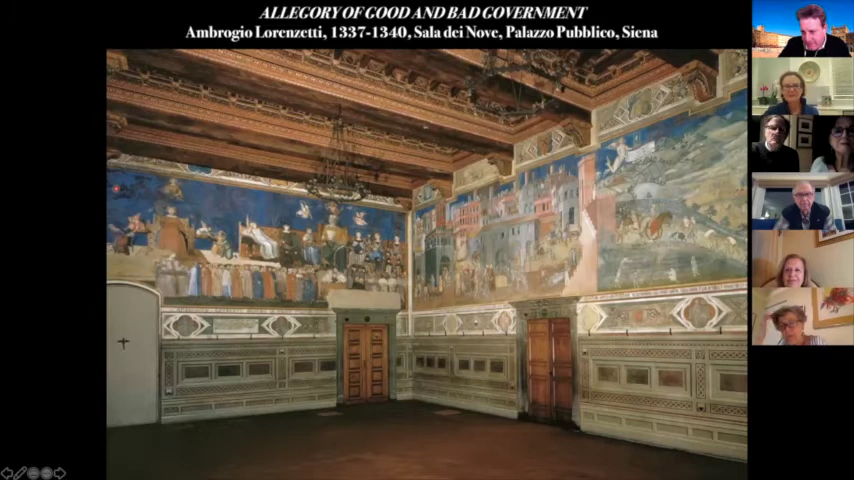 ALLEGORY OF GOOD AND BAD GOVERNMENT
Ambrogio Lorenzetti, 1337-1340, Sala dei Nove, Palazzo Pubblico, Siena